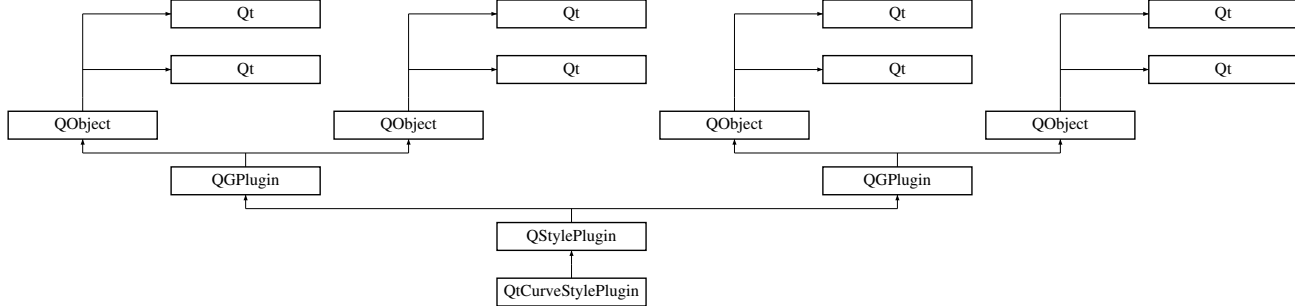 Qt Qt Qt Qt
Qt Qt Qt Qt
QObject QObject QObject QObject
QGPlugin QGPlugin
QStylePlugin
QtCurveStylePlugin